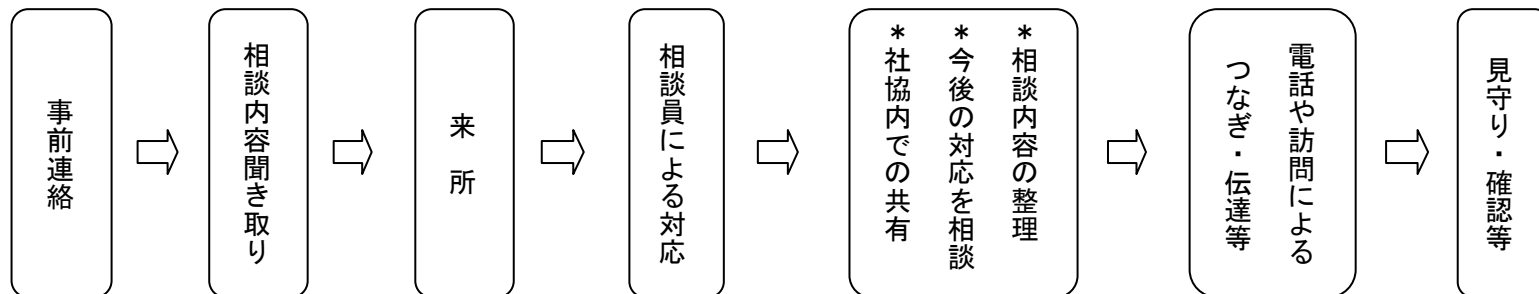 事前連絡
相談内容聞き取り
来所
相談員による対応
*相談内容の整理
*今後の対応を相談
*社協内での共有
電話や訪問による
つなぎ・伝達等
見守り・確認等